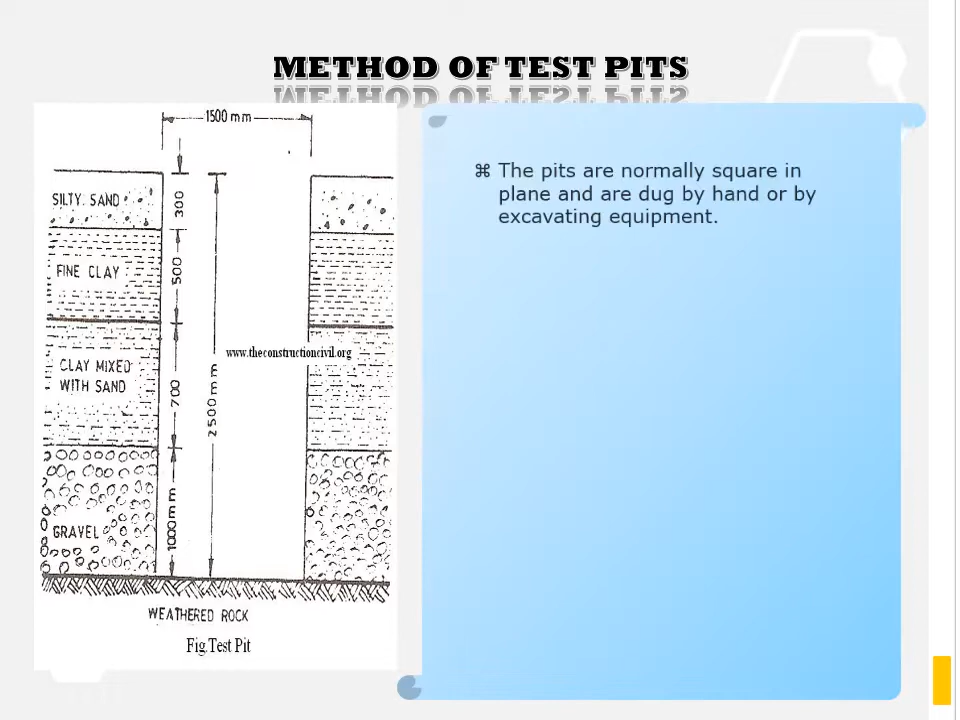 METHOD OF TEST PITS
1500 mm
SILTY SAND
300
FINE CLAY
500
www.theconstructioncivil.org
CLAY MIXED
WITH SAND
700
2500 mm
GRAVEL
1000 mm
WEATHERED ROCK
Fig.Test Pit
⌘ The pits are normally square in
plane and are dug by hand or by
excavating equipment.